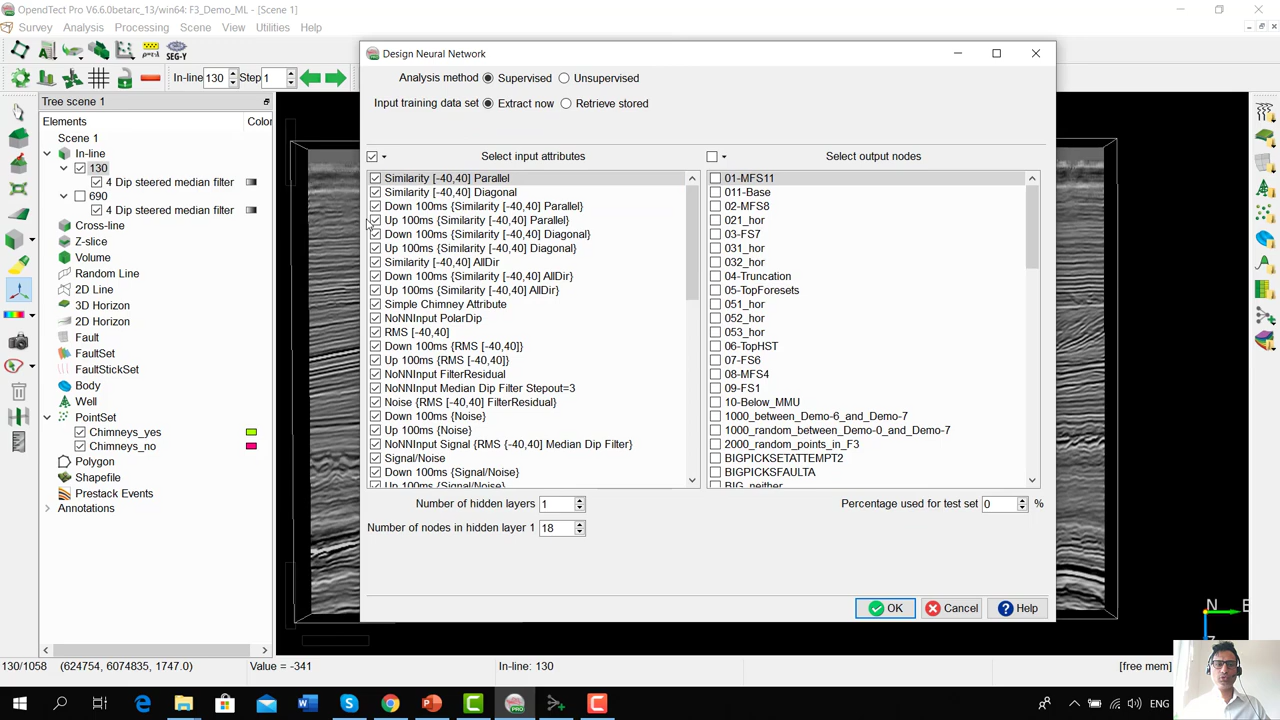 OpendTect Pro V6.6.0betarc_13/win64: F3_Demo_ML - [Scene 1]
Survey Analysis Processing Scene View Utilities Help
SEG-Y
In-line 130 Step 1
Tree scene 1
Elements Color
Scene 1
In-line
130
4 Dip steered median filter
690
4 Dip steered median filter
Cross-line
Z-slice
Volume
Random Line
2D Line
3D Horizon
2D Horizon
Fault
FaultSet
FaultStickSet
Body
Well
PointSet
Chimneys_yes
Chimneys_no
Polygon
Shapefile
Prestack Events
Annotations
Design Neural Network
Analysis method Supervised Unsupervised
Input training data set Extract now Retrieve stored
Select input attributes
Similarity [-40,40] Parallel
Similarity [-40,40] Diagonal
Down 100ms {Similarity [-40,40] Parallel}
Up 100ms {Similarity [-40,40] Parallel}
Down 100ms {Similarity [-40,40] Diagonal}
Up 100ms {Similarity [-40,40] Diagonal}
Similarity [-40,40] AllDir
Down 100ms {Similarity [-40,40] AllDir}
Up 100ms {Similarity [-40,40] AllDir}
Simple Chimney Attribute
NoNNInput PolarDip
RMS [-40,40]
Down 100ms {RMS [-40,40]}
Up 100ms {RMS [-40,40]}
NoNNInput FilterResidual
NoNNInput Median Dip Filter Stepout=3
Noise {RMS [-40,40] FilterResidual}
Down 100ms {Noise}
Up 100ms {Noise}
NoNNInput Signal {RMS [-40,40] Median Dip Filter}
Signal/Noise
Down 100ms {Signal/Noise}
Up 100ms {Signal/Noise}
Select output nodes
01-MFS11
011-Base
02-MFS8
021_hor
03-FS7
031_hor
032_hor
04-Truncation
05-TopForesets
051_hor
052_hor
053_hor
06-TopHST
07-FS6
08-MFS4
09-FS1
10-Below_MMU
1000_between_Demo-6_and_Demo-7
1000_random_between_Demo-0_and_Demo-7
2000_random_points_in_F3
BIGPICKSETATTEMPT2
BIGPICKSFAULTA
BIG_neither
Number of hidden layers 1
Percentage used for test set 0 %
Number of nodes in hidden layer 1 18
OK Cancel Help
N
E
Z
130/1058 (624754, 6074835, 1747.0) Value = -341 In-line: 130 [free mem]
ENG